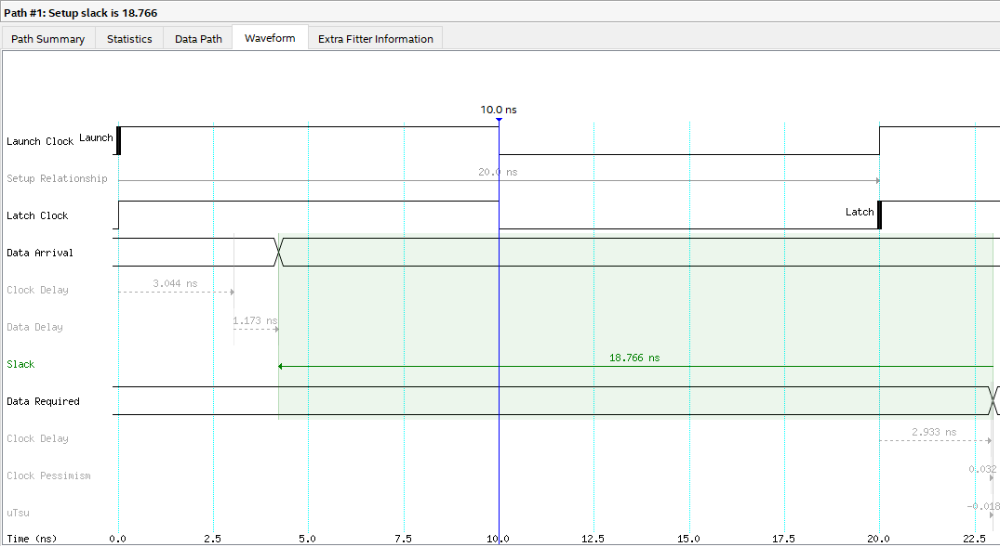 Path #1: Setup slack is 18.766
Path Summary Statistics Data Path Waveform Extra Fitter Information
10.0 ns
Launch Clock Launch
Setup Relationship 20.0 ns
Latch Clock Latch
Data Arrival
Clock Delay 3.044 ns
Data Delay 1.173 ns
Slack 18.766 ns
Data Required
Clock Delay 2.933 ns
Clock Pessimism 0.032
uTsu -0.018
Time (ns) 0.0 2.5 5.0 7.5 10.0 12.5 15.0 17.5 20.0 22.5